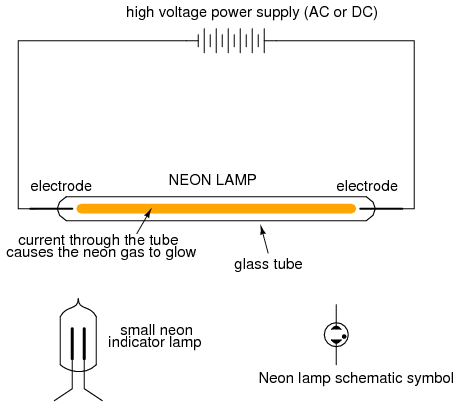 high voltage power supply (AC or DC)
NEON LAMP
electrode
electrode
current through the tube
causes the neon gas to glow
glass tube
small neon
indicator lamp
Neon lamp schematic symbol